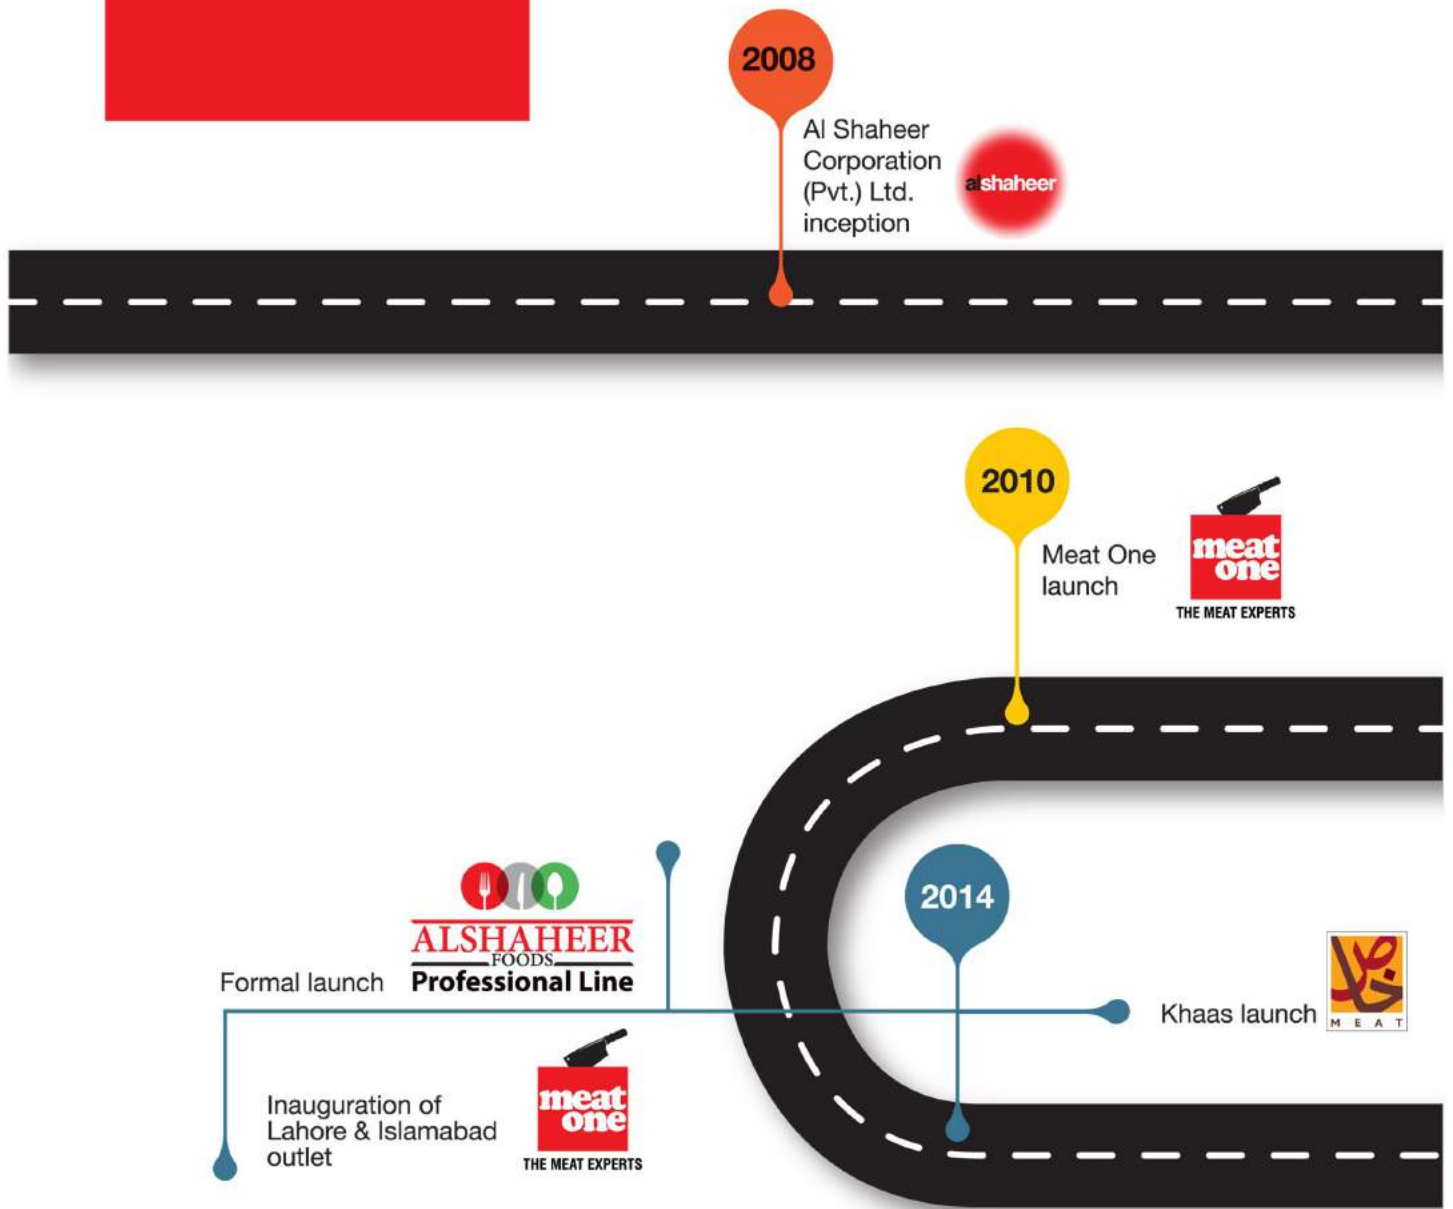 2008
Al Shaheer
Corporation
(Pvt.) Ltd.
inception
alshaheer
2010
Meat One
launch
meat
one
THE MEAT EXPERTS
2014
ALSHAHEER
FOODS
Professional Line
Formal launch
Khaas launch
خاص
MEAT
Inauguration of
Lahore & Islamabad
outlet
meat
one
THE MEAT EXPERTS